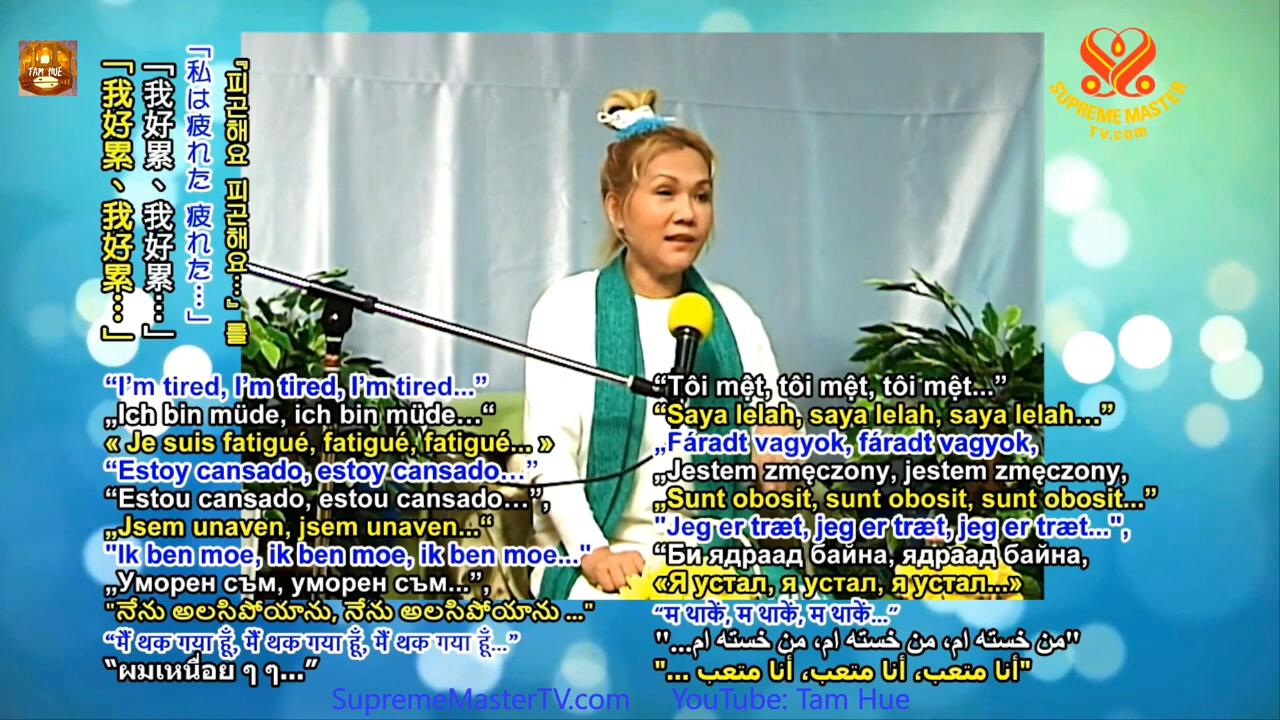 TAM HUE
「我好累、我好累…」
「我好累、我好累…」
「私は疲れた 疲れた…」
『피곤해요 피곤해요…』를
SUPREME MASTER
TV.com
“I’m tired, I’m tired, I’m tired...”
„Ich bin müde, ich bin müde…“
« Je suis fatigué, fatigué, fatigué... »
“Estoy cansado, estoy cansado…”
“Estou cansado, estou cansado…”,
„Jsem unaven, jsem unaven...“
"Ik ben moe, ik ben moe, ik ben moe..."
„Уморен съм, уморен съм...”,
"నేను అలసిపోయాను, నేను అలసిపోయాను ..."
“मैं थक गया हूँ, मैं थक गया हूँ, मैं थक गया हूँ...”
“ผมเหนื่อย ๆ ๆ...”
“Tôi mệt, tôi mệt, tôi mệt...”
“Saya lelah, saya lelah, saya lelah…”
„Fáradt vagyok, fáradt vagyok,
„Jestem zmęczony, jestem zmęczony,
„Sunt obosit, sunt obosit, sunt obosit...”
"Jeg er træt, jeg er træt, jeg er træt...",
“Би ядраад байна, ядраад байна,
«Я устал, я устал, я устал...»
“म थाकें, म थाकें, म थाकें...”
"من خسته ام، من خسته ام، من خسته ام..."
"أنا متعب، أنا متعب، أنا متعب ..."
SupremeMasterTV.com YouTube: Tam Hue